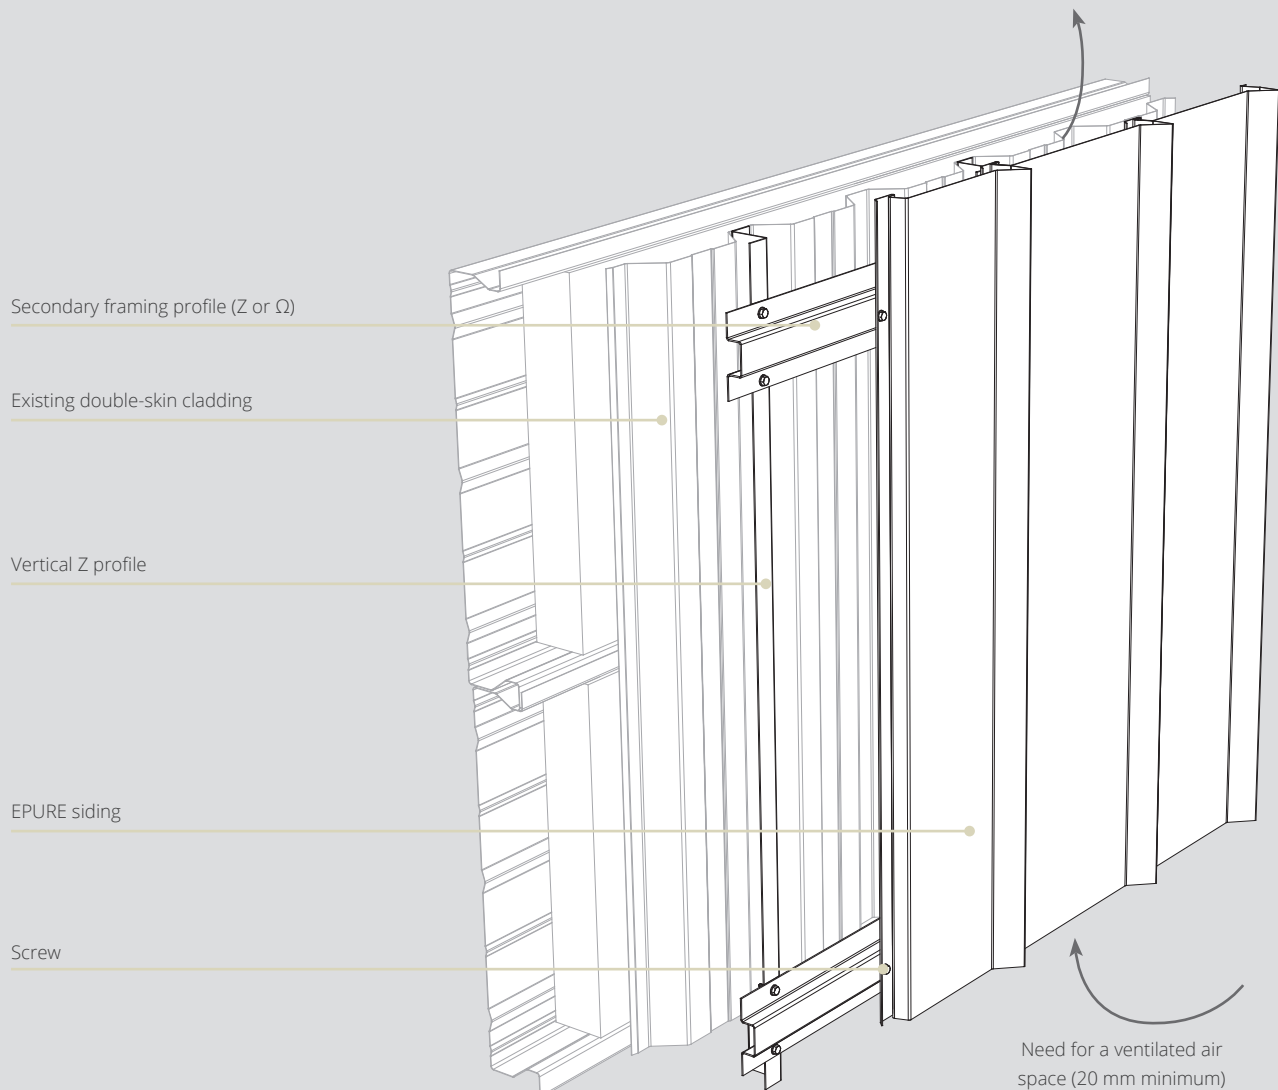 Secondary framing profile (Z or Ω)
Existing double-skin cladding
Vertical Z profile
EPURE siding
Screw
Need for a ventilated air
space (20 mm minimum)